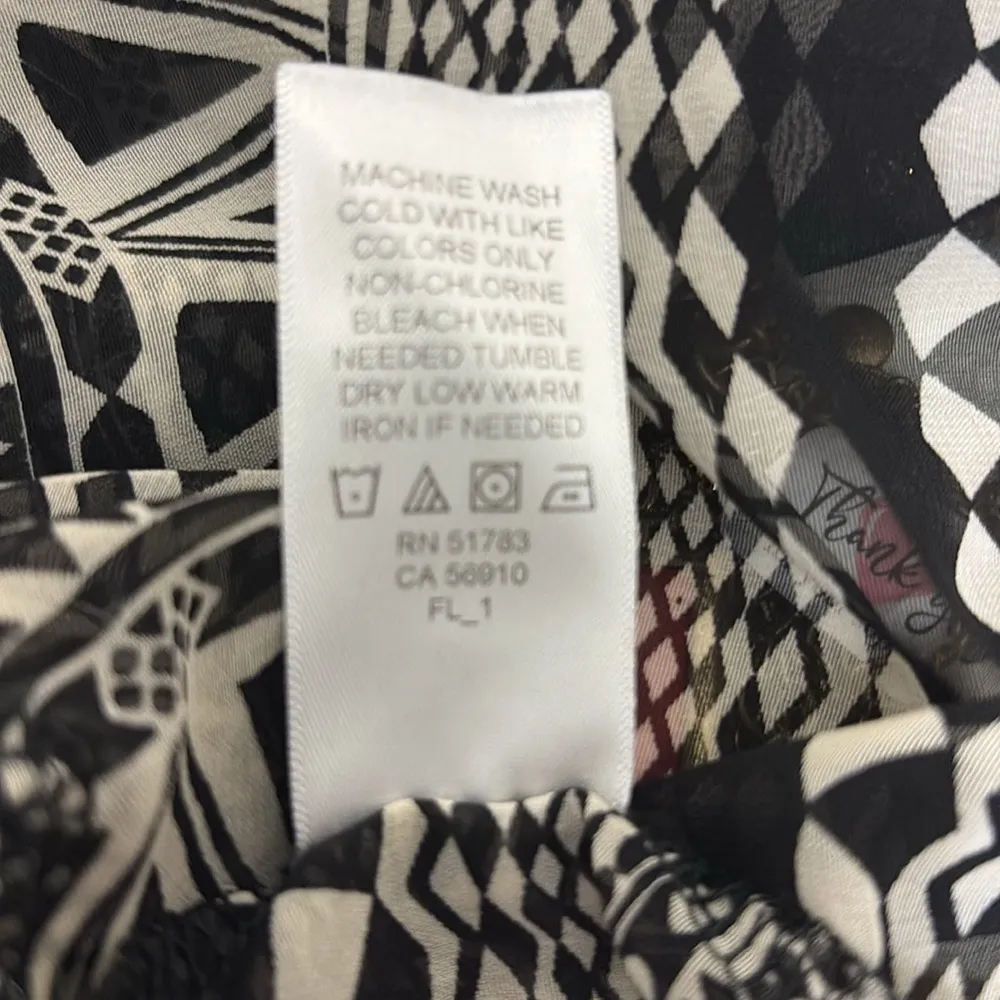 MACHINE WASH
COLD WITH LIKE
COLORS ONLY
NON-CHLORINE
BLEACH WHEN
NEEDED TUMBLE
DRY LOW WARM
IRON IF NEEDED
RN 51783
CA 56910
FL_1
Thank